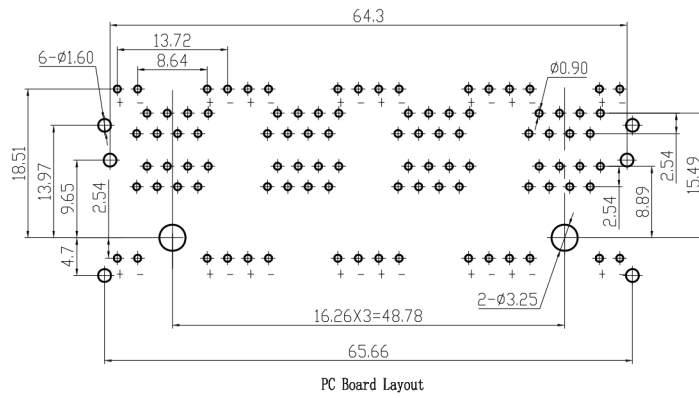 64.3
13.72
6-Ø1.60
8.64
Ø0.90
+ - + - + - + - + - + - + - + -
18.51
13.97
9.65
2.54
4.7
2.54
15.49
2.54
8.89
+ - + - + - + - + - + - + - + -
2-Ø3.25
16.26X3=48.78
65.66
PC Board Layout